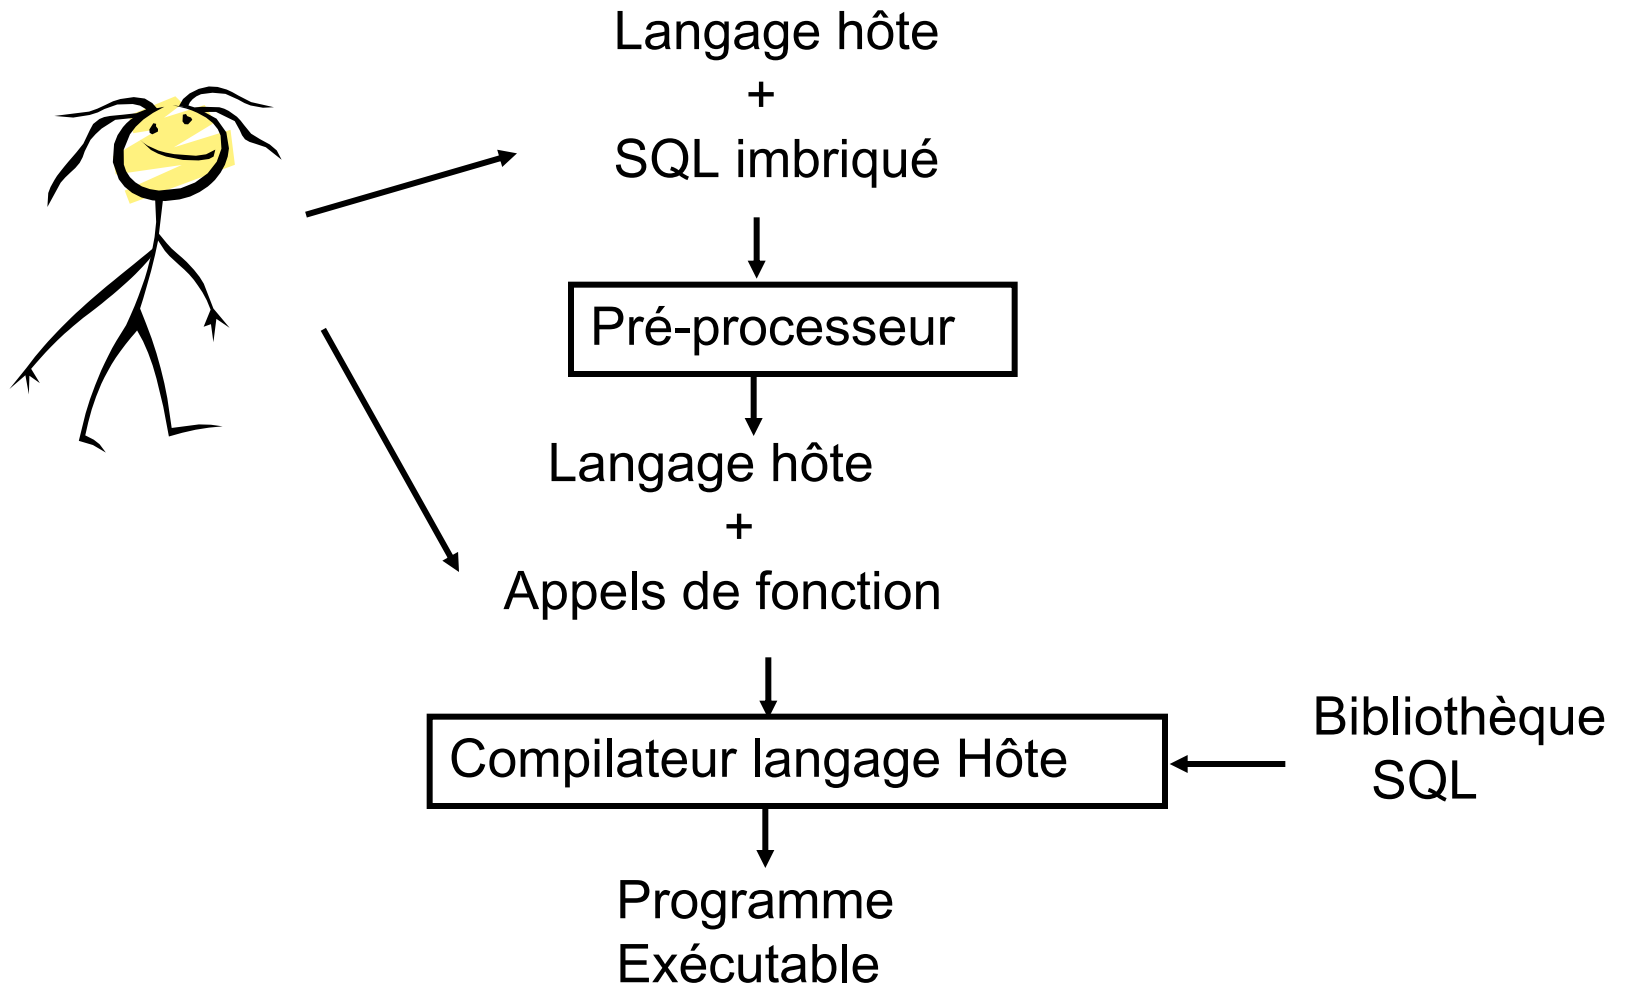 Langage hôte
+
SQL imbriqué
Pré-processeur
Langage hôte
+
Appels de fonction
Compilateur langage Hôte
Bibliothèque
SQL
Programme
Exécutable